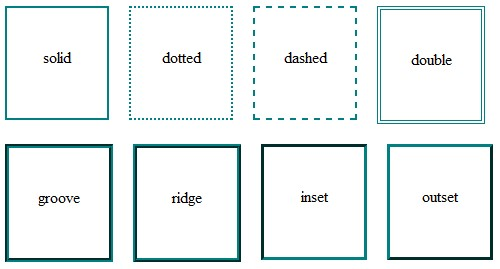 solid dotted dashed double
groove ridge inset outset